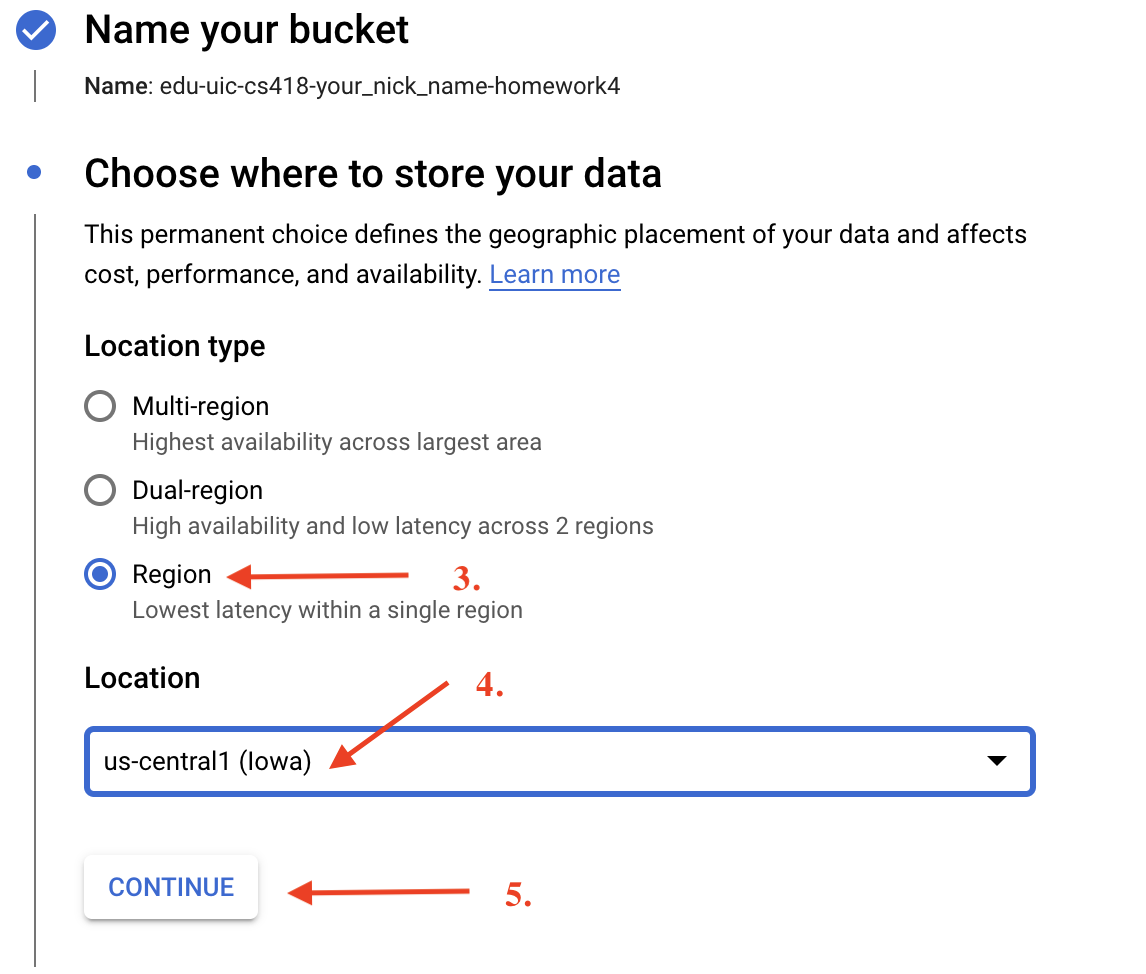 Name your bucket
Name: edu-uic-cs418-your_nick_name-homework4
Choose where to store your data
This permanent choice defines the geographic placement of your data and affects
cost, performance, and availability. Learn more
Location type
Multi-region
Highest availability across largest area
Dual-region
High availability and low latency across 2 regions
Region 3.
Lowest latency within a single region
Location 4.
us-central1 (Iowa)
CONTINUE 5.